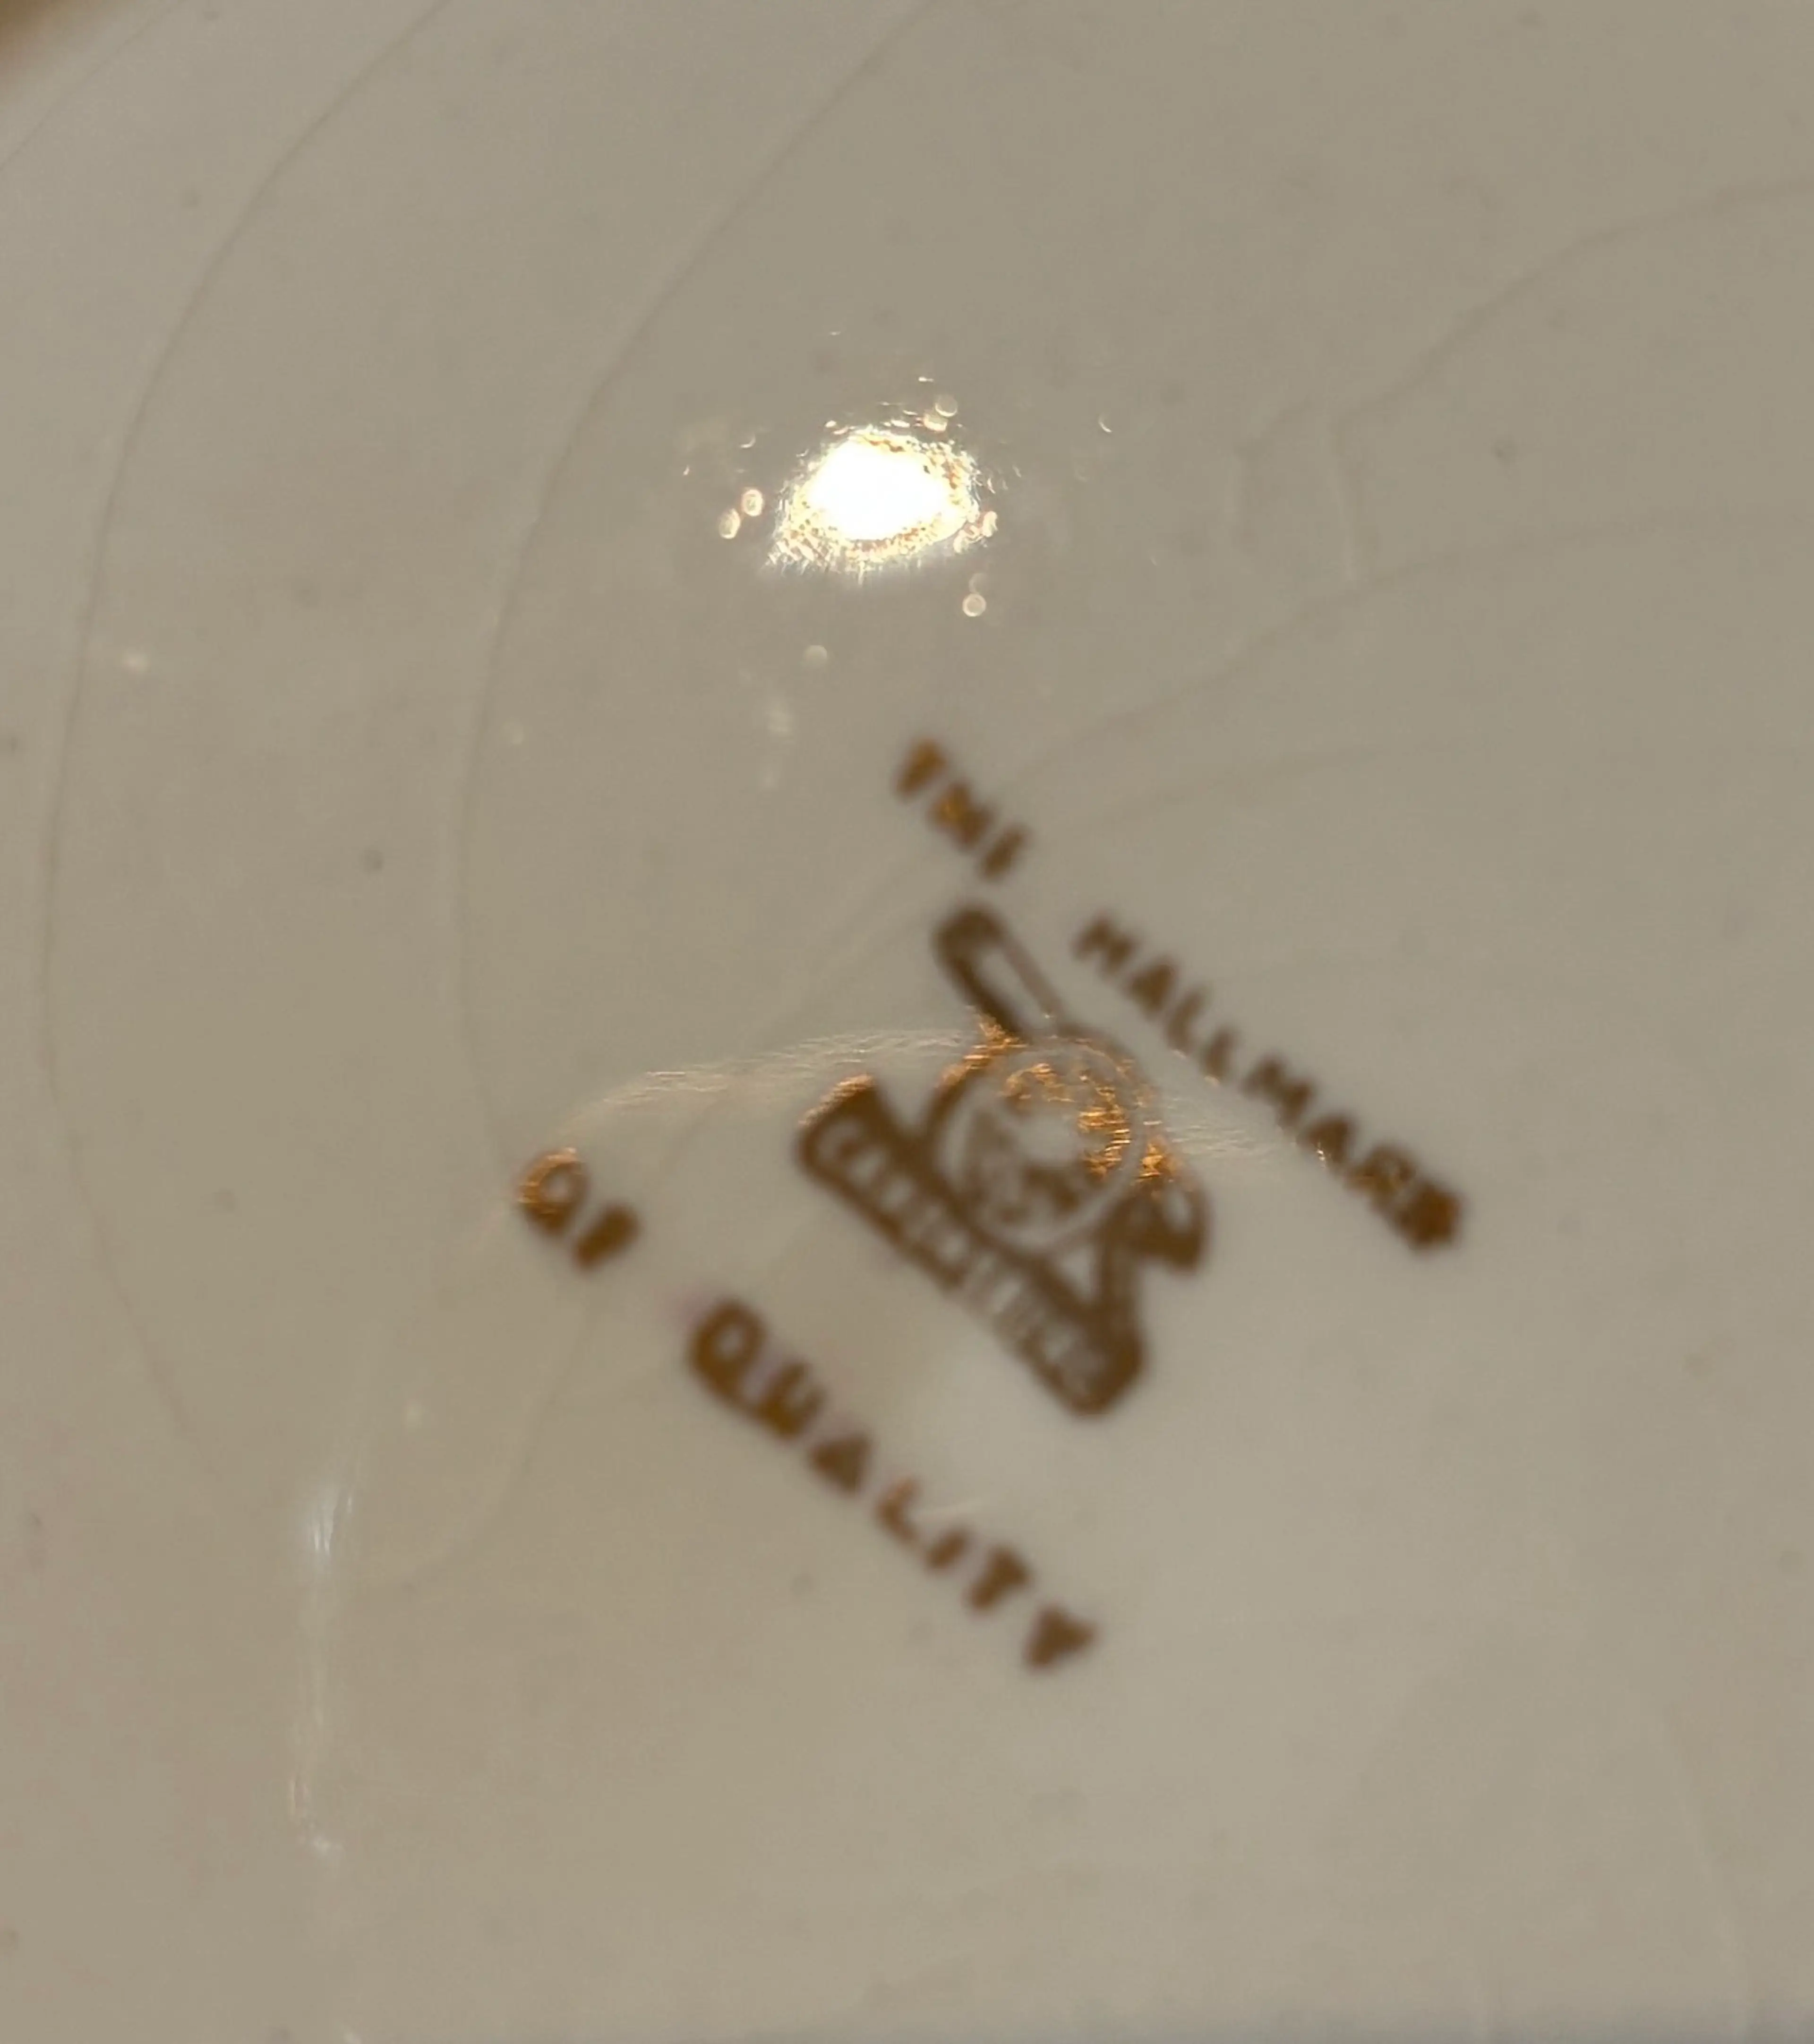 THE HALLMARK
OF QUALITY